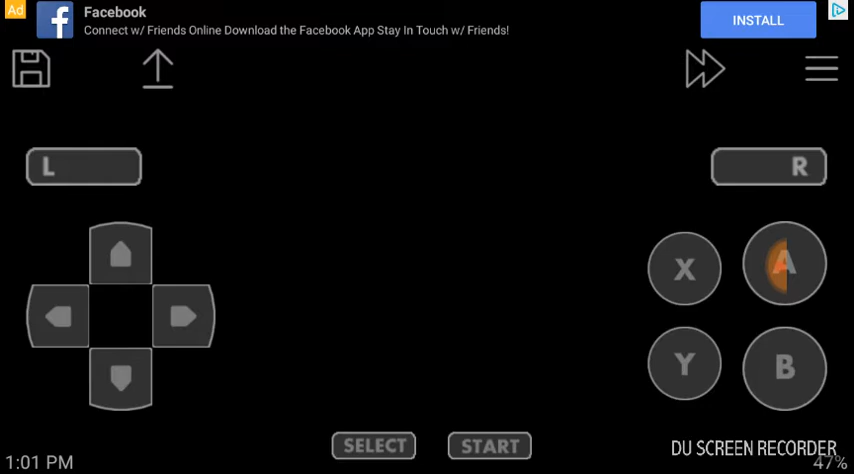 Ad
Facebook
Connect w/ Friends Online Download the Facebook App Stay In Touch w/ Friends!
INSTALL
L
R
X
A
Y
B
SELECT
START
DU SCREEN RECORDER
1:01 PM
47%